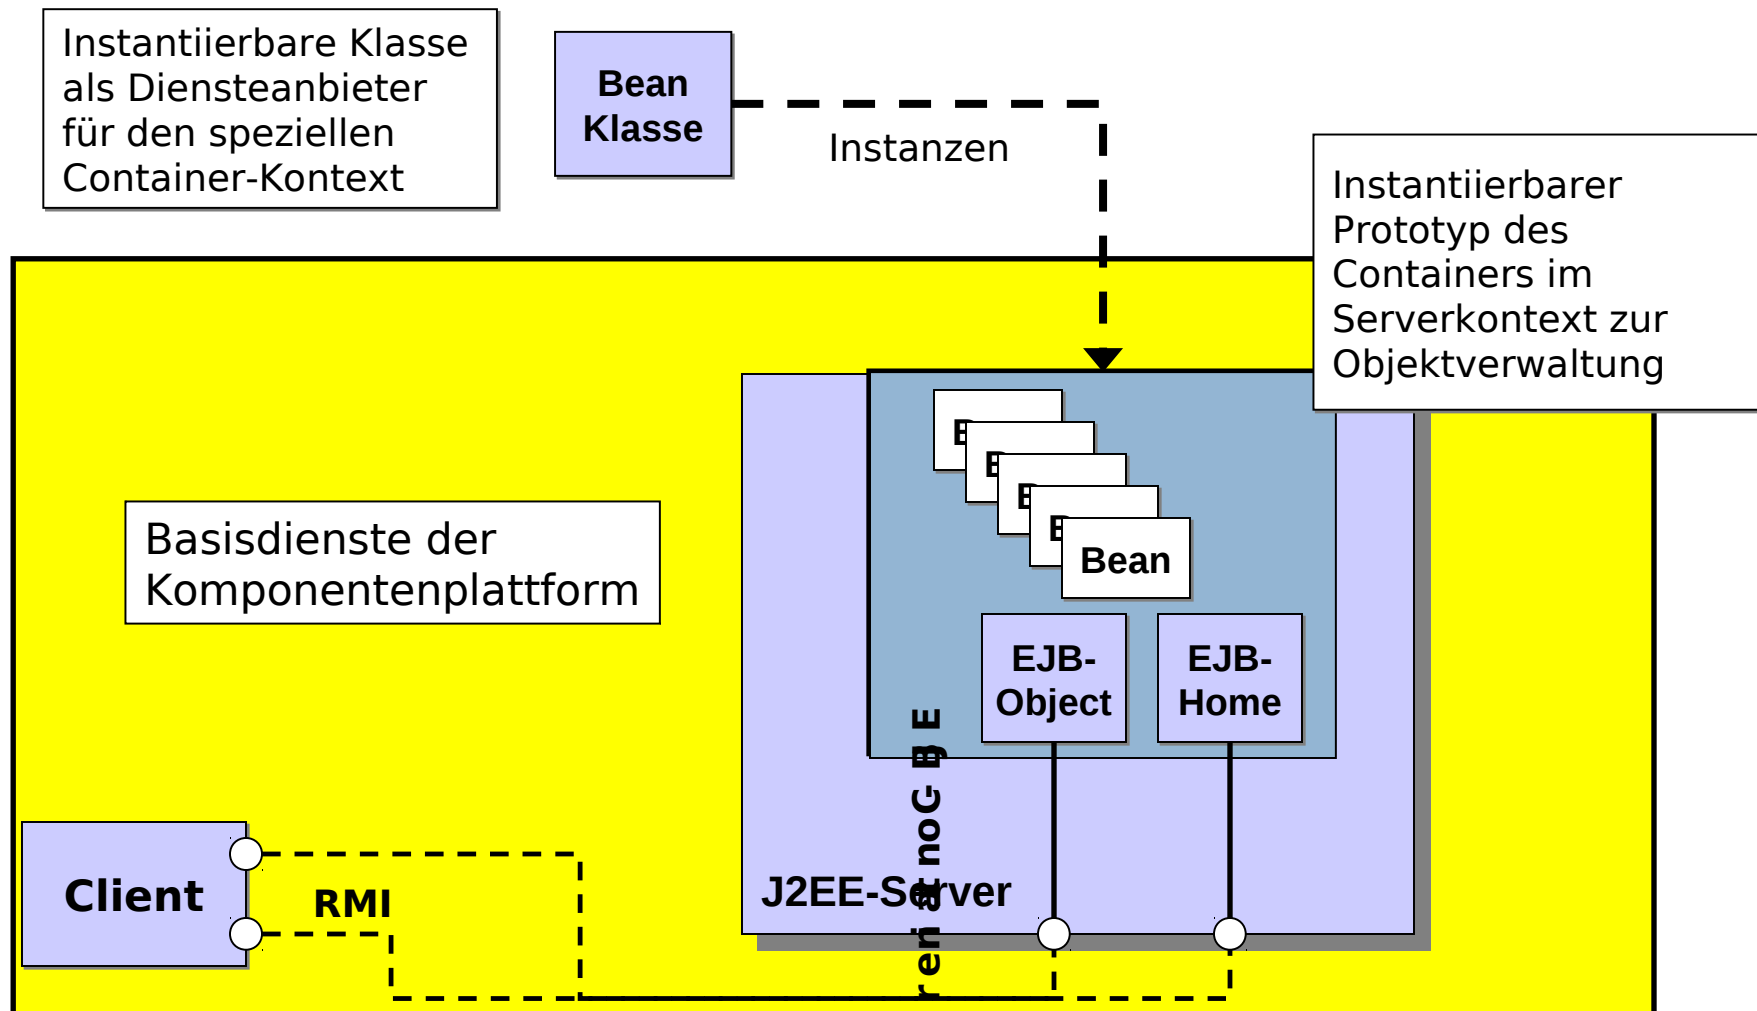 Instantiierbare Klasse
als Diensteanbieter
für den speziellen
Container-Kontext
Bean
Klasse
Instanzen
Instantiierbarer
Prototyp des
Containers im
Serverkontext zur
Objektverwaltung
B
B
B
B
Bean
Basisdienste der
Komponentenplattform
EJB-
Object
EJB-
Home
J2EE-Server
Client
RMI